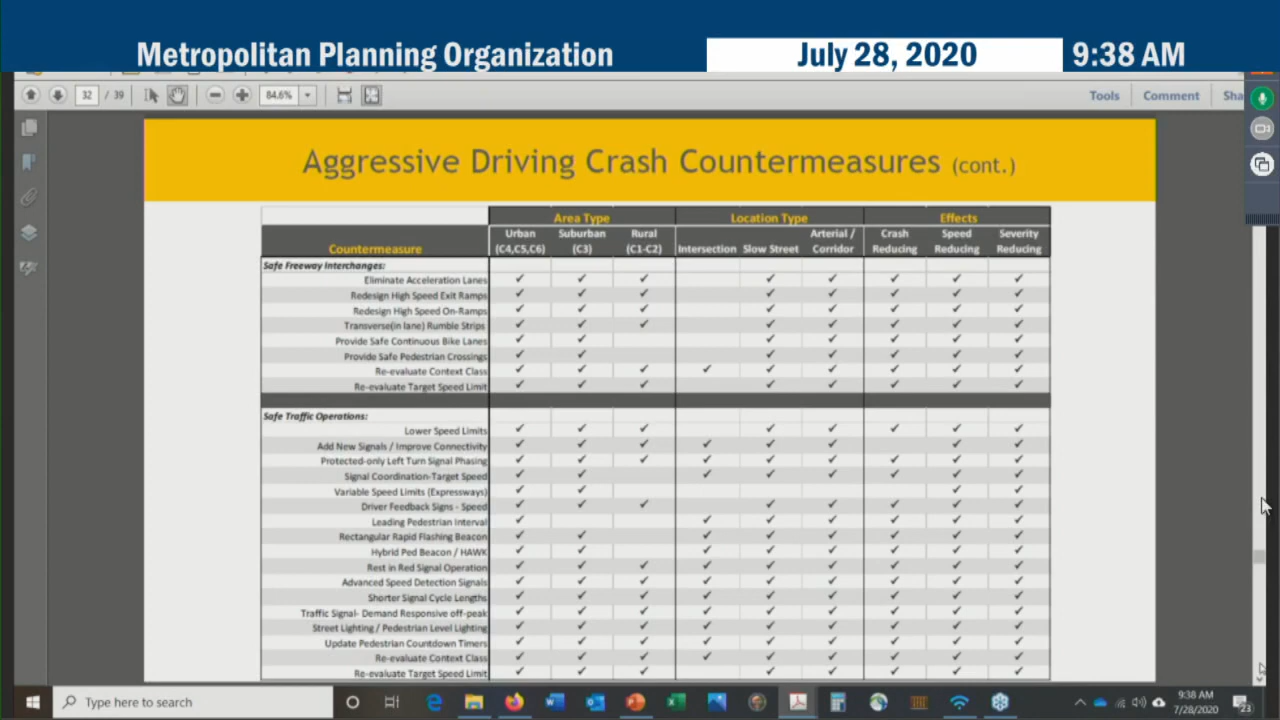 Metropolitan Planning Organization July 28, 2020 9:38 AM
32 / 39 84.6% Tools Comment Sha
Aggressive Driving Crash Countermeasures (cont.)
Area Type Location Type Effects
Countermeasure Urban (C4,C5,C6) Suburban (C3) Rural (C1-C2) Intersection Slow Street Arterial / Corridor Crash Reducing Speed Reducing Severity Reducing
Safe Freeway Interchanges:
Eliminate Acceleration Lanes ✓ ✓ ✓ ✓ ✓ ✓ ✓ ✓
Redesign High Speed Exit Ramps ✓ ✓ ✓ ✓ ✓ ✓ ✓ ✓
Redesign High Speed On-Ramps ✓ ✓ ✓ ✓ ✓ ✓ ✓ ✓
Transverse(in lane) Rumble Strips ✓ ✓ ✓ ✓ ✓ ✓ ✓ ✓
Provide Safe Continuous Bike Lanes ✓ ✓ ✓ ✓ ✓ ✓ ✓
Provide Safe Pedestrian Crossings ✓ ✓ ✓ ✓ ✓ ✓ ✓
Re-evaluate Context Class ✓ ✓ ✓ ✓ ✓ ✓ ✓ ✓ ✓
Re-evaluate Target Speed Limit ✓ ✓ ✓ ✓ ✓ ✓ ✓ ✓
Safe Traffic Operations:
Lower Speed Limits ✓ ✓ ✓ ✓ ✓ ✓ ✓ ✓
Add New Signals / Improve Connectivity ✓ ✓ ✓ ✓ ✓ ✓ ✓ ✓
Protected-only Left Turn Signal Phasing ✓ ✓ ✓ ✓ ✓ ✓ ✓ ✓ ✓
Signal Coordination-Target Speed ✓ ✓ ✓ ✓ ✓ ✓ ✓ ✓
Variable Speed Limits (Expressways) ✓ ✓ ✓ ✓
Driver Feedback Signs - Speed ✓ ✓ ✓ ✓ ✓ ✓ ✓ ✓
Leading Pedestrian Interval ✓ ✓ ✓ ✓ ✓ ✓ ✓
Rectangular Rapid Flashing Beacon ✓ ✓ ✓ ✓ ✓ ✓ ✓ ✓
Hybrid Ped Beacon / HAWK ✓ ✓ ✓ ✓ ✓ ✓ ✓ ✓
Rest in Red Signal Operation ✓ ✓ ✓ ✓ ✓ ✓ ✓ ✓ ✓
Advanced Speed Detection Signals ✓ ✓ ✓ ✓ ✓ ✓ ✓ ✓ ✓
Shorter Signal Cycle Lengths ✓ ✓ ✓ ✓ ✓ ✓ ✓ ✓ ✓
Traffic Signal- Demand Responsive off-peak ✓ ✓ ✓ ✓ ✓ ✓ ✓ ✓ ✓
Street Lighting / Pedestrian Level Lighting ✓ ✓ ✓ ✓ ✓ ✓ ✓ ✓ ✓
Update Pedestrian Countdown Timers ✓ ✓ ✓ ✓ ✓ ✓ ✓ ✓ ✓
Re-evaluate Context Class ✓ ✓ ✓ ✓ ✓ ✓ ✓ ✓ ✓
Re-evaluate Target Speed Limit ✓ ✓ ✓ ✓ ✓ ✓ ✓ ✓
Type here to search 9:38 AM
7/28/2020 23